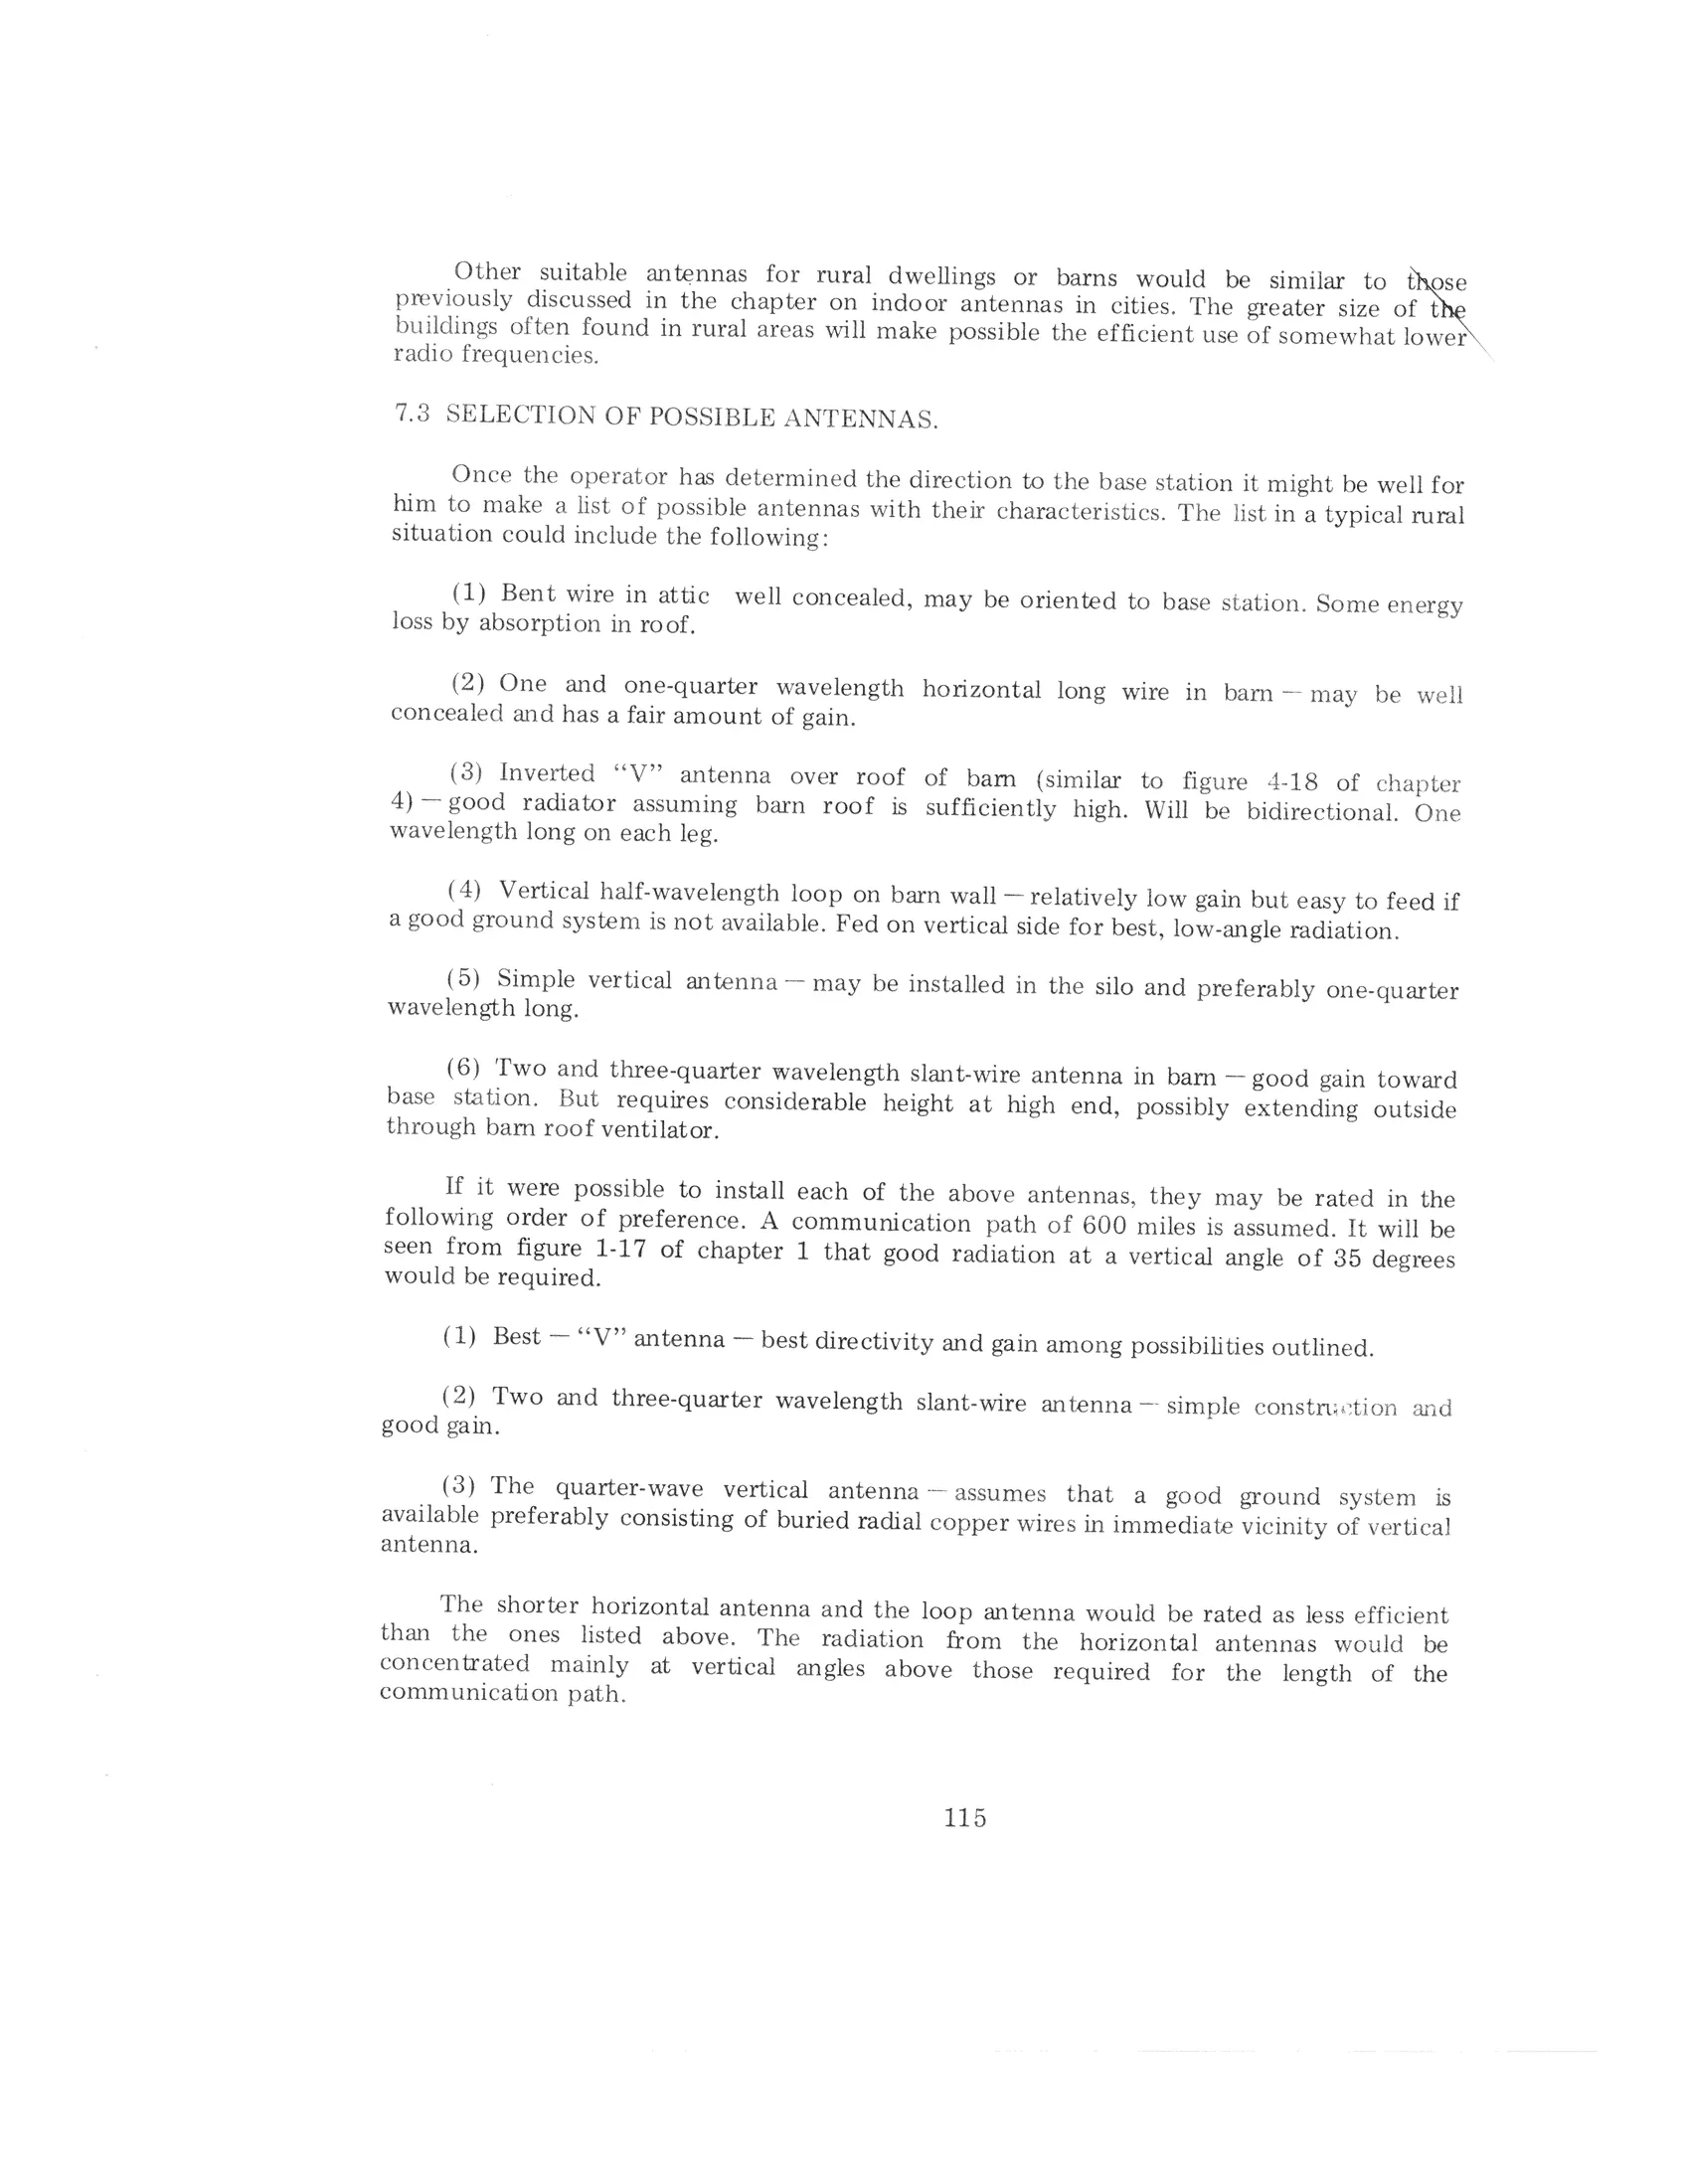 Other suitable antennas for rural dwellings or barns would be similar to those
previously discussed in the chapter on indoor antennas in cities. The greater size of the
buildings often found in rural areas will make possible the efficient use of somewhat lower
radio frequencies.
7.3 SELECTION OF POSSIBLE ANTENNAS.
Once the operator has determined the direction to the base station it might be well for
him to make a list of possible antennas with their characteristics. The list in a typical rural
situation could include the following:
(1) Bent wire in attic well concealed, may be oriented to base station. Some energy
loss by absorption in roof.
(2) One and one-quarter wavelength horizontal long wire in barn — may be well
concealed and has a fair amount of gain.
(3) Inverted “V” antenna over roof of barn (similar to figure 4-18 of chapter
4) — good radiator assuming barn roof is sufficiently high. Will be bidirectional. One
wavelength long on each leg.
(4) Vertical half-wavelength loop on barn wall — relatively low gain but easy to feed if
a good ground system is not available. Fed on vertical side for best, low-angle radiation.
(5) Simple vertical antenna — may be installed in the silo and preferably one-quarter
wavelength long.
(6) Two and three-quarter wavelength slant-wire antenna in barn — good gain toward
base station. But requires considerable height at high end, possibly extending outside
through barn roof ventilator.
If it were possible to install each of the above antennas, they may be rated in the
following order of preference. A communication path of 600 miles is assumed. It will be
seen from figure 1-17 of chapter 1 that good radiation at a vertical angle of 35 degrees
would be required.
(1) Best — “V” antenna — best directivity and gain among possibilities outlined.
(2) Two and three-quarter wavelength slant-wire antenna — simple construction and
good gain.
(3) The quarter-wave vertical antenna — assumes that a good ground system is
available preferably consisting of buried radial copper wires in immediate vicinity of vertical
antenna.
The shorter horizontal antenna and the loop antenna would be rated as less efficient
than the ones listed above. The radiation from the horizontal antennas would be
concentrated mainly at vertical angles above those required for the length of the
communication path.
115